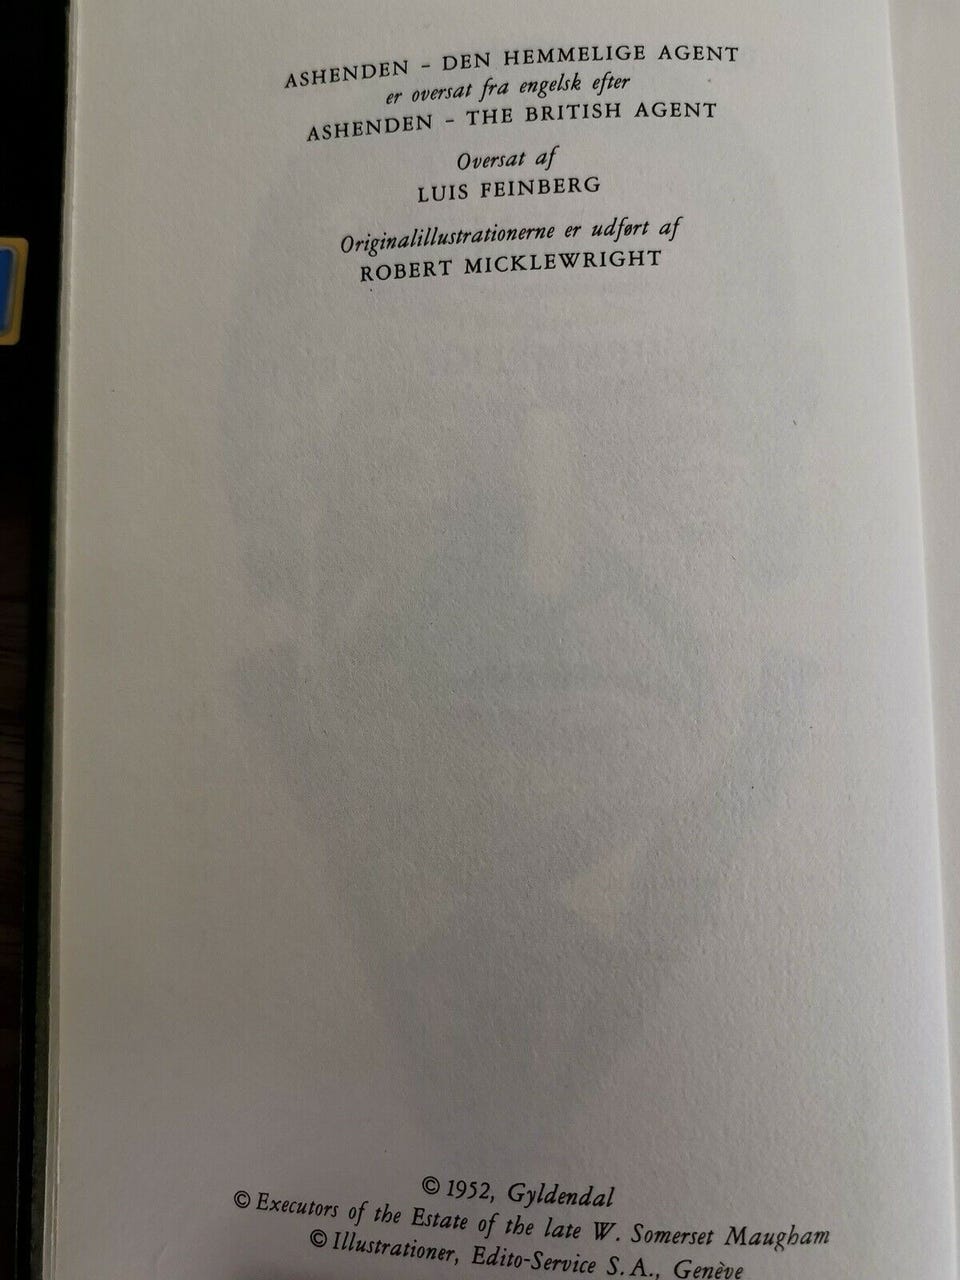 ASHENDEN – DEN HEMMELIGE AGENT
er oversat fra engelsk efter
ASHENDEN – THE BRITISH AGENT
Oversat af
LUIS FEINBERG
Originalillustrationerne er udført af
ROBERT MICKLEWRIGHT
© 1952, Gyldendal
© Executors of the Estate of the late W. Somerset Maugham
© Illustrationer, Edito-Service S.A., Genève